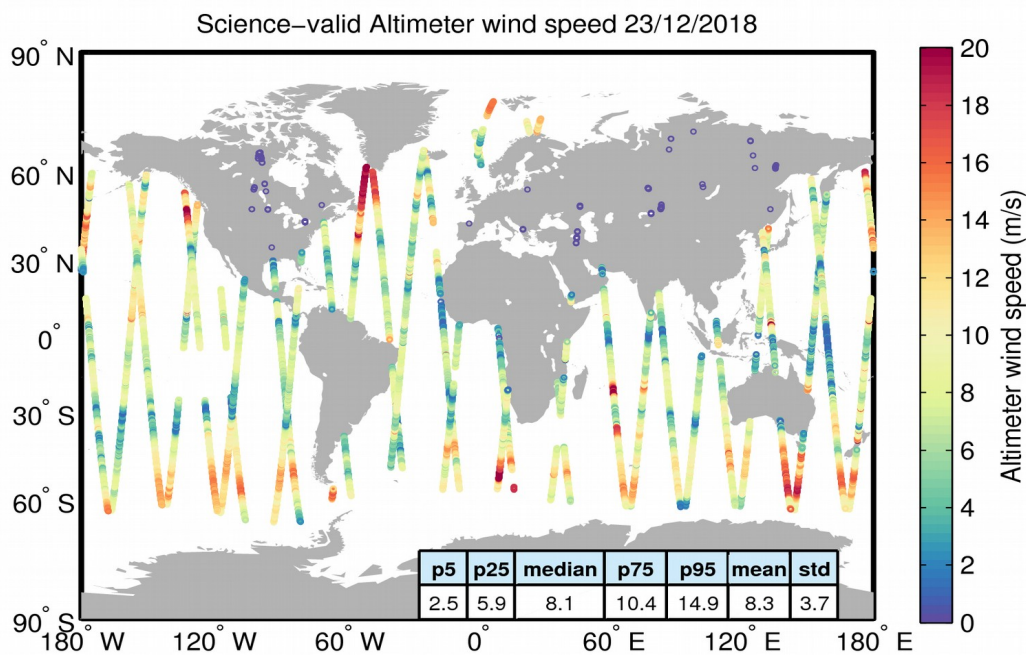 Science−valid Altimeter wind speed 23/12/2018
90° N
60° N
30° N
0°
30° S
60° S
90° S
180° W
120° W
60° W
0°
60° E
120° E
180° E
20
18
16
14
12
10
8
6
4
2
0
Altimeter wind speed (m/s)
p5 p25 median p75 p95 mean std
2.5 5.9 8.1 10.4 14.9 8.3 3.7